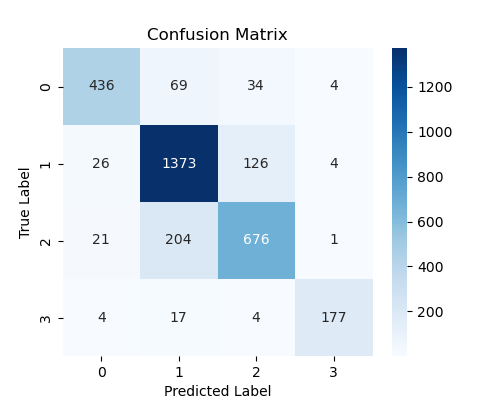 Confusion Matrix
0 436 69 34 4
1 26 1373 126 4
2 21 204 676 1
3 4 17 4 177
0 1 2 3
Predicted Label
True Label
1200
1000
800
600
400
200